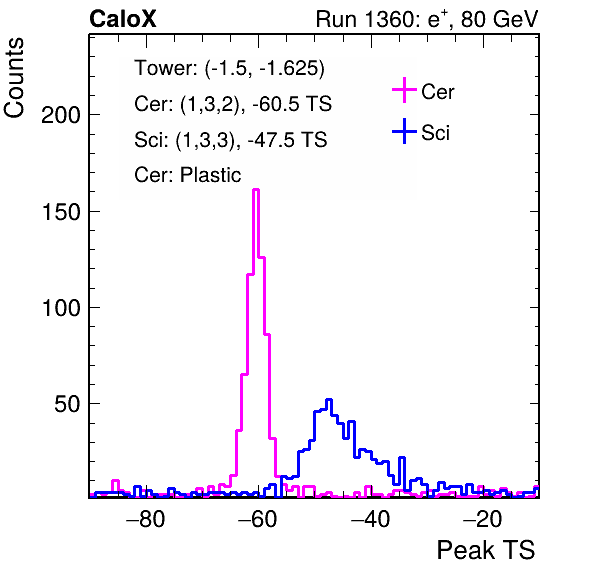 CaloX Run 1360: e⁺, 80 GeV
Counts
Tower: (-1.5, -1.625)
Cer: (1,3,2), -60.5 TS
Sci: (1,3,3), -47.5 TS
Cer: Plastic
Cer
Sci
200
150
100
50
−80 −60 −40 −20
Peak TS